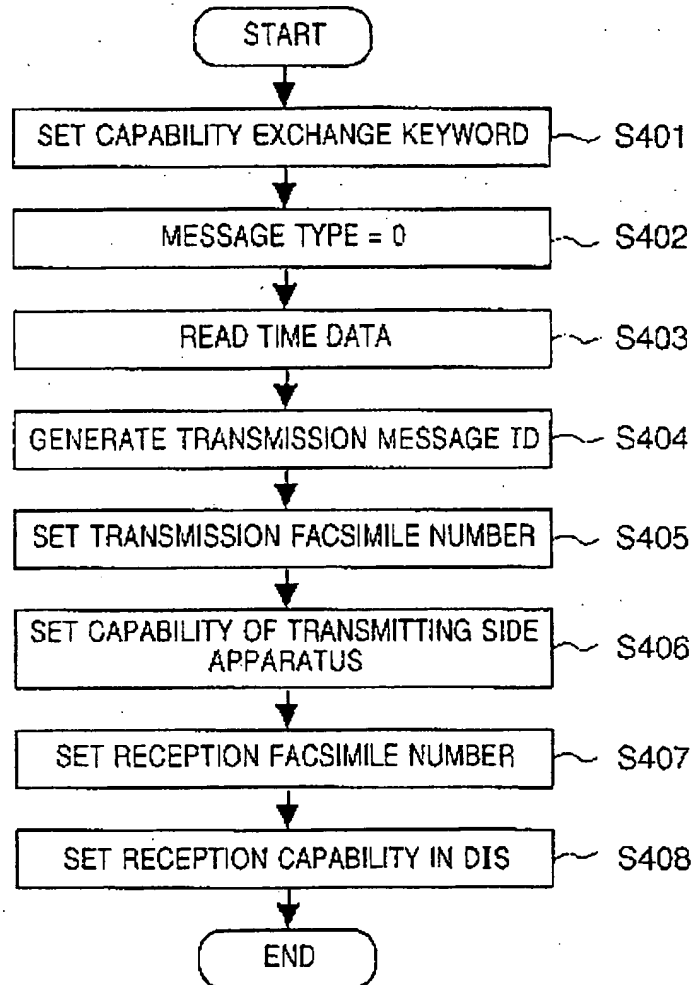 START
SET CAPABILITY EXCHANGE KEYWORD S401
MESSAGE TYPE = 0 S402
READ TIME DATA S403
GENERATE TRANSMISSION MESSAGE ID S404
SET TRANSMISSION FACSIMILE NUMBER S405
SET CAPABILITY OF TRANSMITTING SIDE
APPARATUS S406
SET RECEPTION FACSIMILE NUMBER S407
SET RECEPTION CAPABILITY IN DIS S408
END